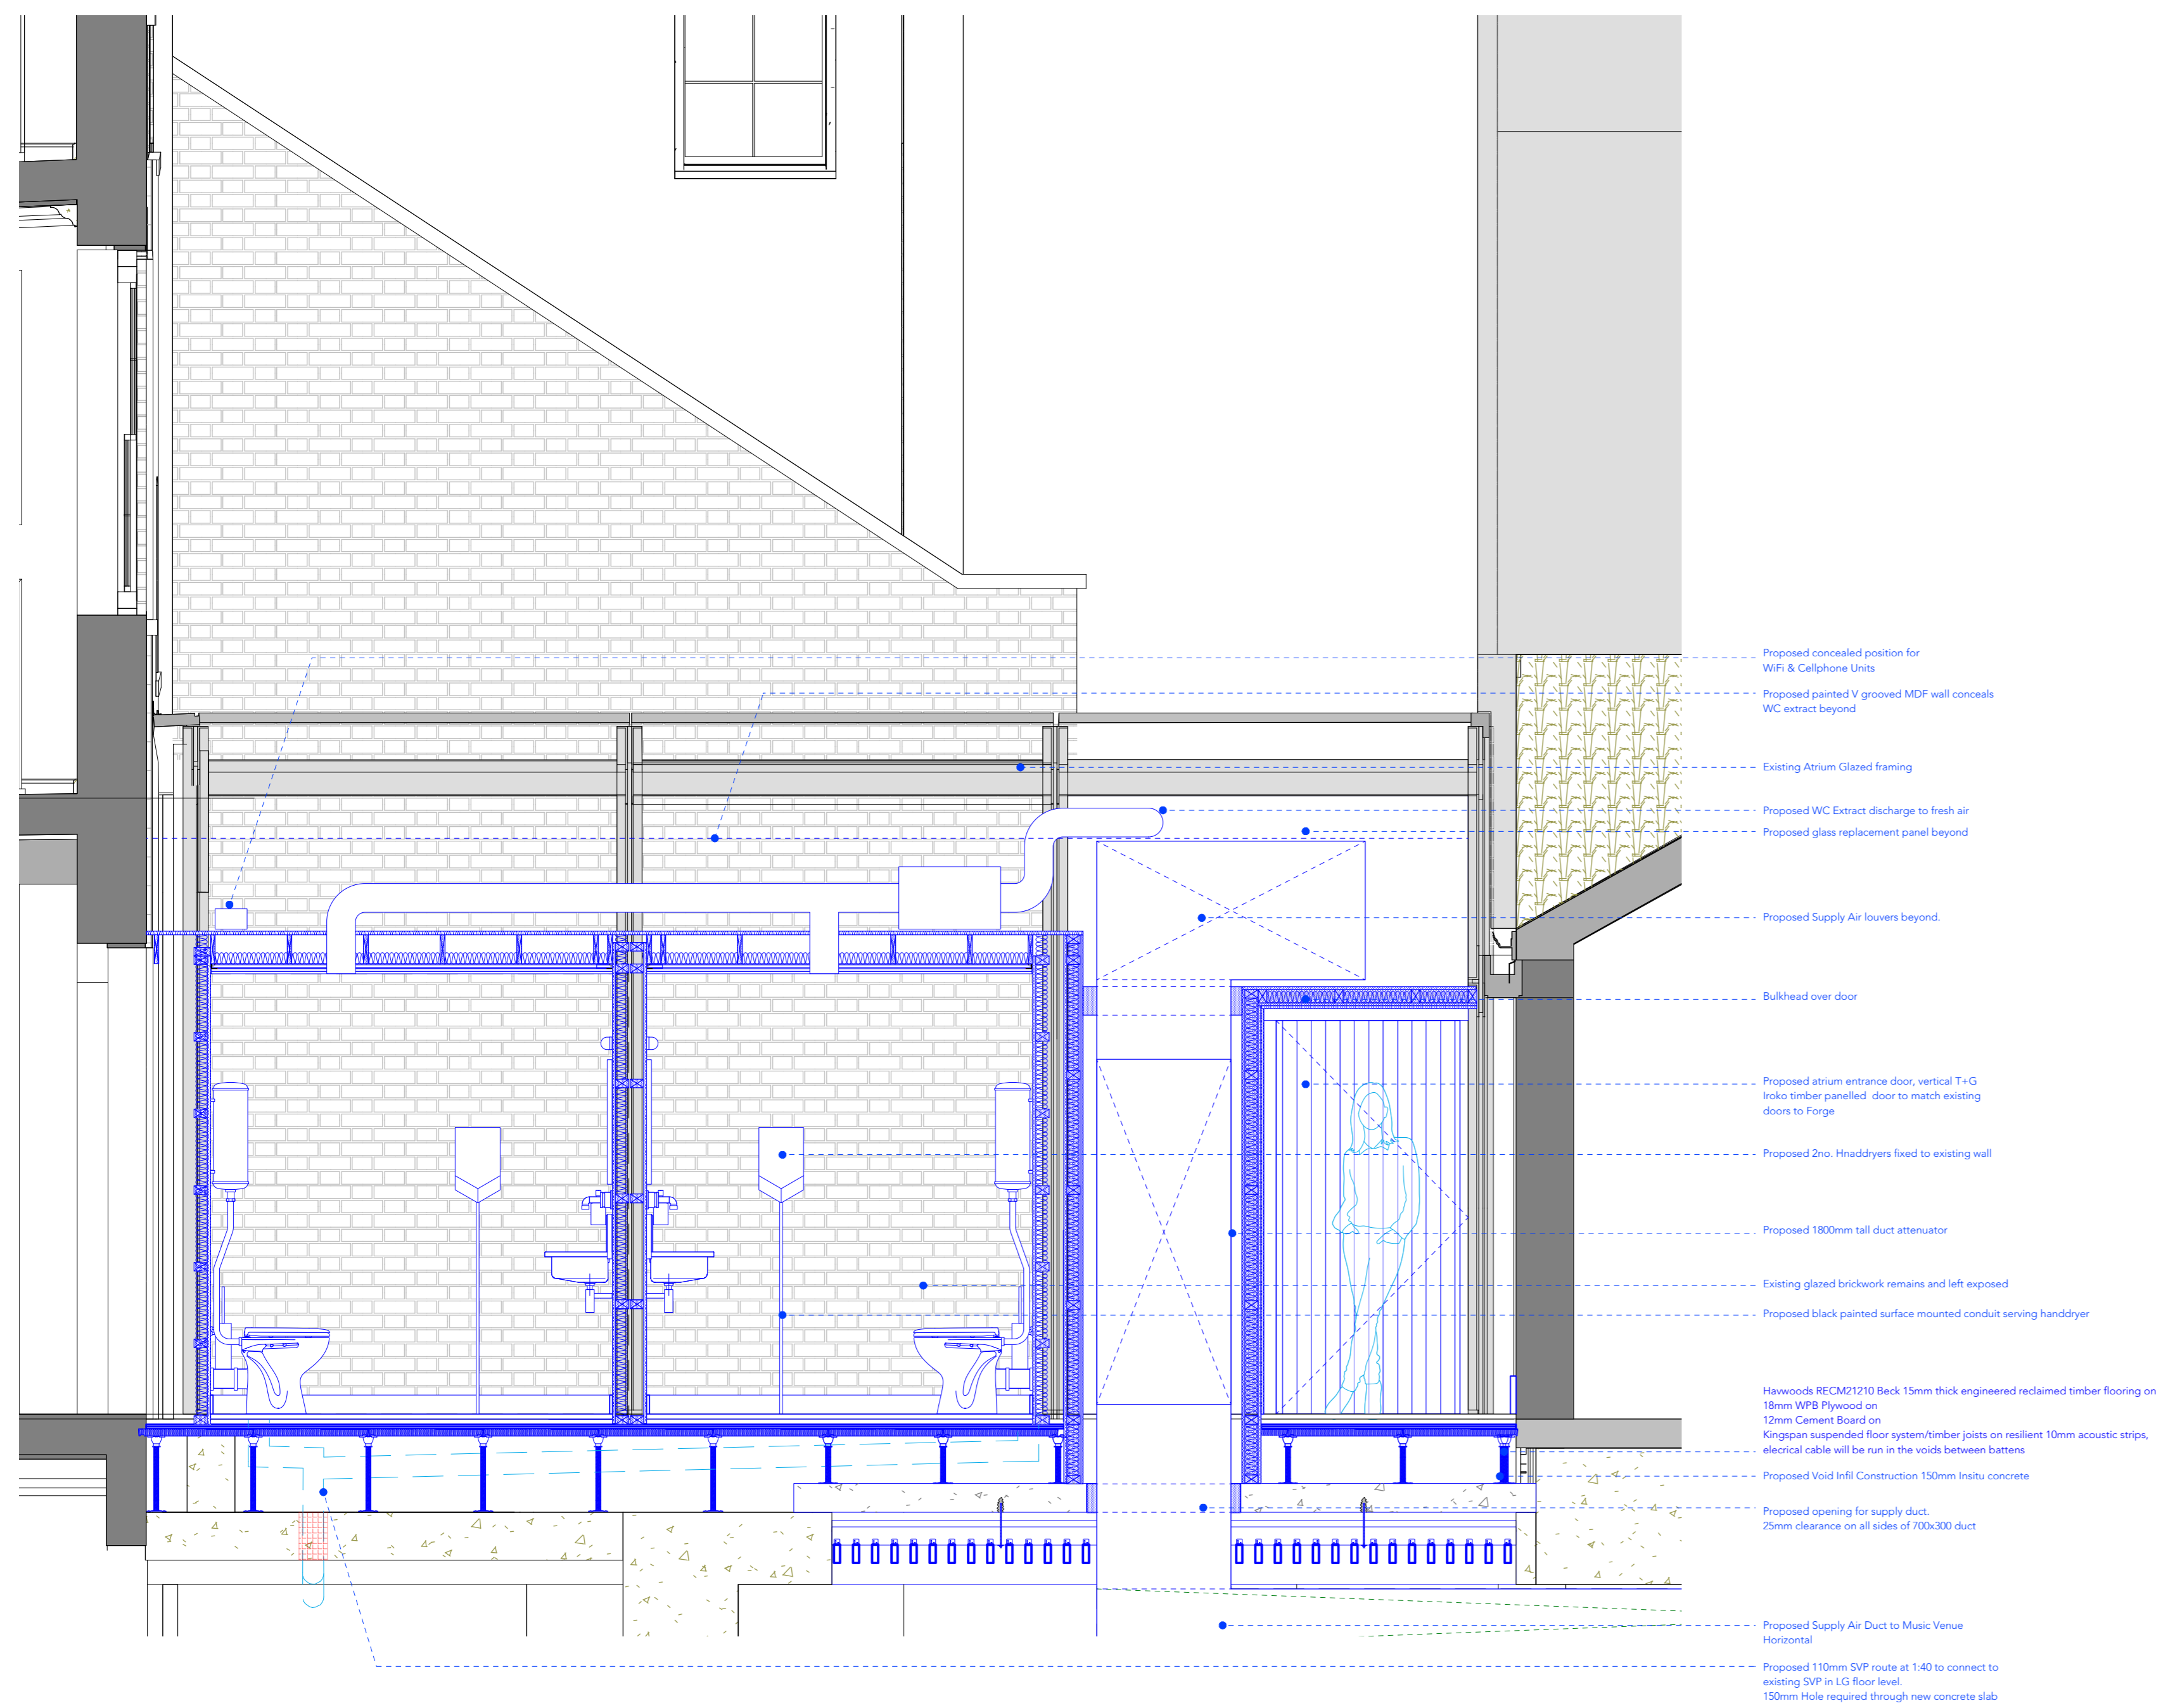 Proposed concealed position for
WiFi & Cellphone Units
Proposed painted V grooved MDF wall conceals
WC extract beyond
Existing Atrium Glazed framing
Proposed WC Extract discharge to fresh air
Proposed glass replacement panel beyond
Proposed Supply Air louvers beyond.
Bulkhead over door
Proposed atrium entrance door, vertical T+G
Iroko timber panelled door to match existing
doors to Forge
Proposed 2no. Hnaddryers fixed to existing wall
Proposed 1800mm tall duct attenuator
Existing glazed brickwork remains and left exposed
Proposed black painted surface mounted conduit serving handdryer
Havwoods RECM21210 Beck 15mm thick engineered reclaimed timber flooring on
18mm WPB Plywood on
12mm Cement Board on
Kingspan suspended floor system/timber joists on resilient 10mm acoustic strips,
elecrical cable will be run in the voids between battens
Proposed Void Infil Construction 150mm Insitu concrete
Proposed opening for supply duct.
25mm clearance on all sides of 700x300 duct
Proposed Supply Air Duct to Music Venue
Horizontal
Proposed 110mm SVP route at 1:40 to connect to
existing SVP in LG floor level.
150mm Hole required through new concrete slab